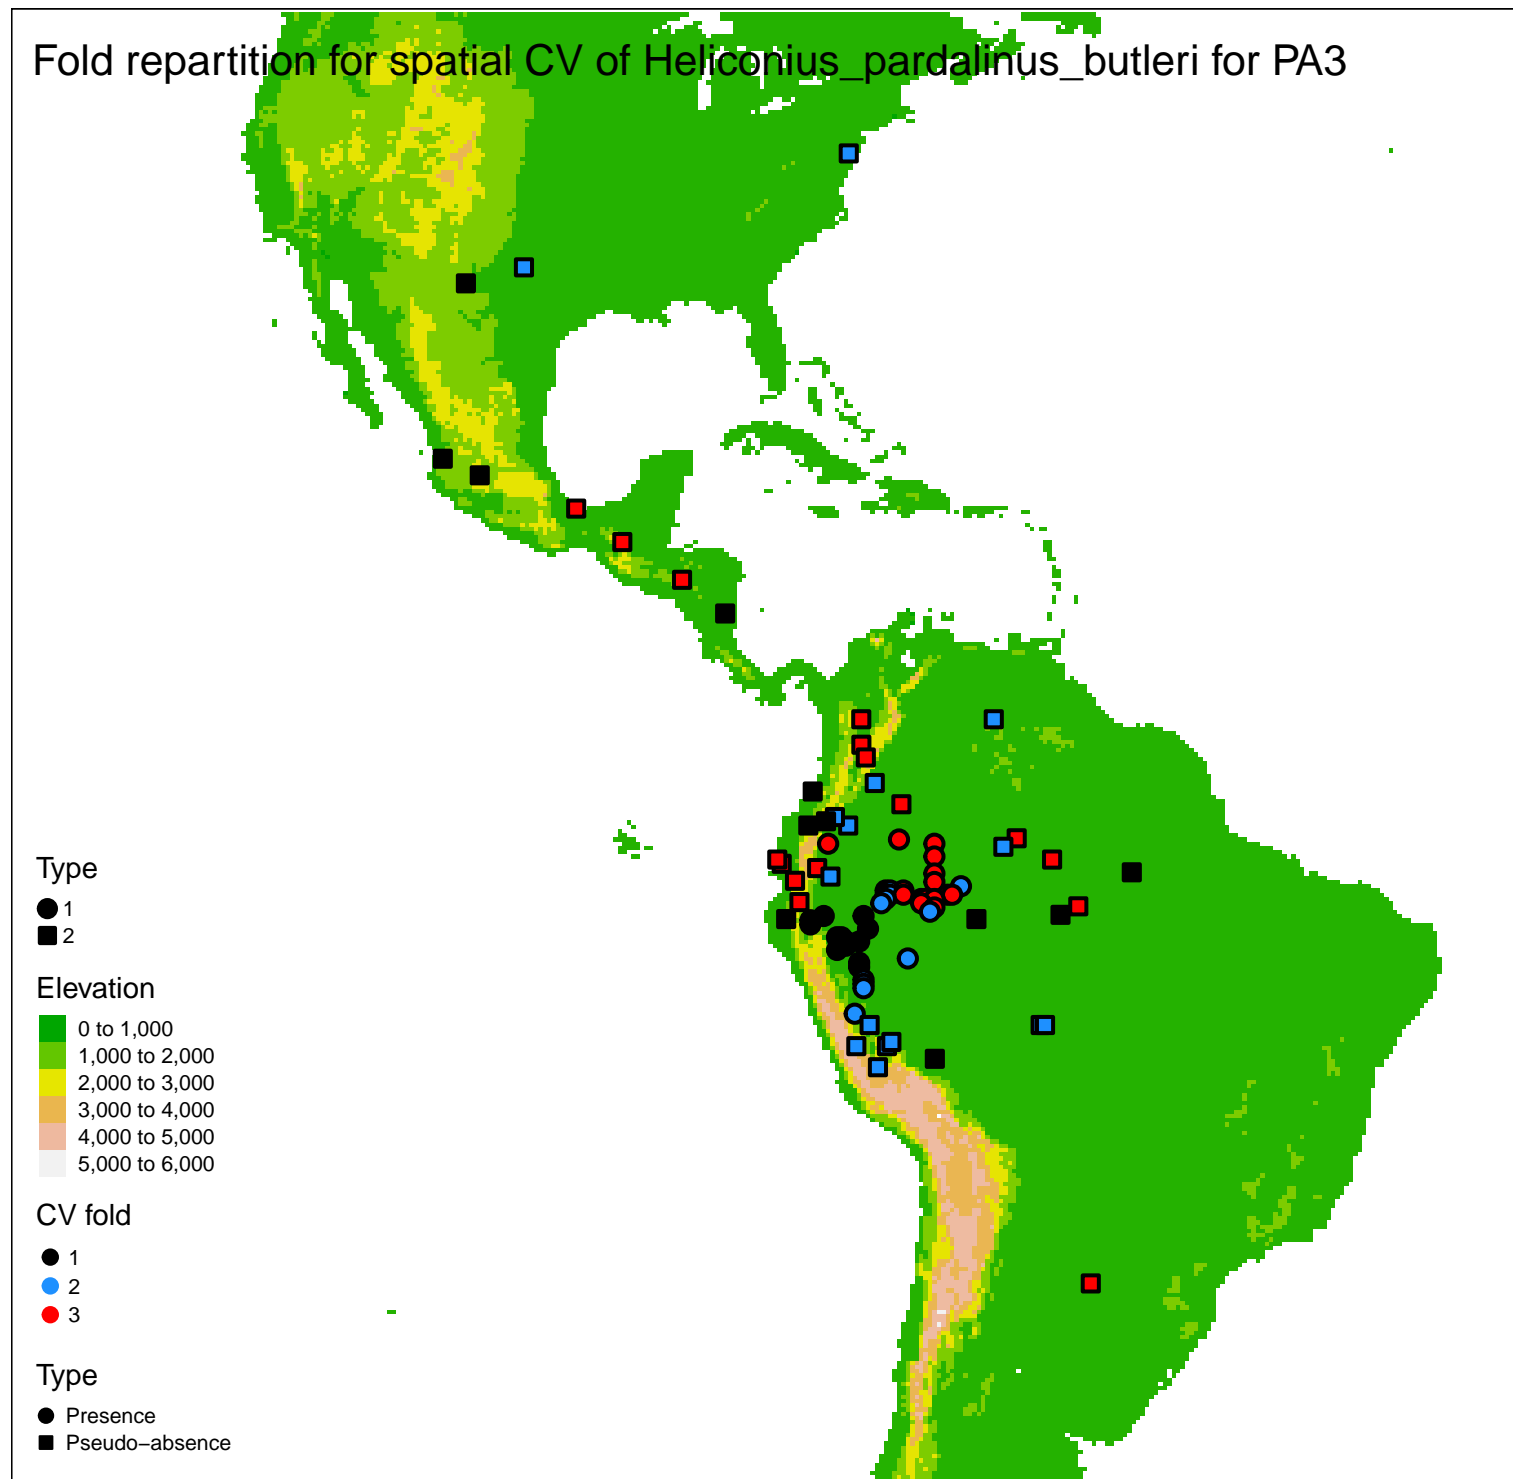 Fold repartition for spatial CV of Heliconius_pardalinus_butleri for PA3
Type
1
2
Elevation
0 to 1,000
1,000 to 2,000
2,000 to 3,000
3,000 to 4,000
4,000 to 5,000
5,000 to 6,000
CV fold
1
2
3
Type
Presence
Pseudo−absence